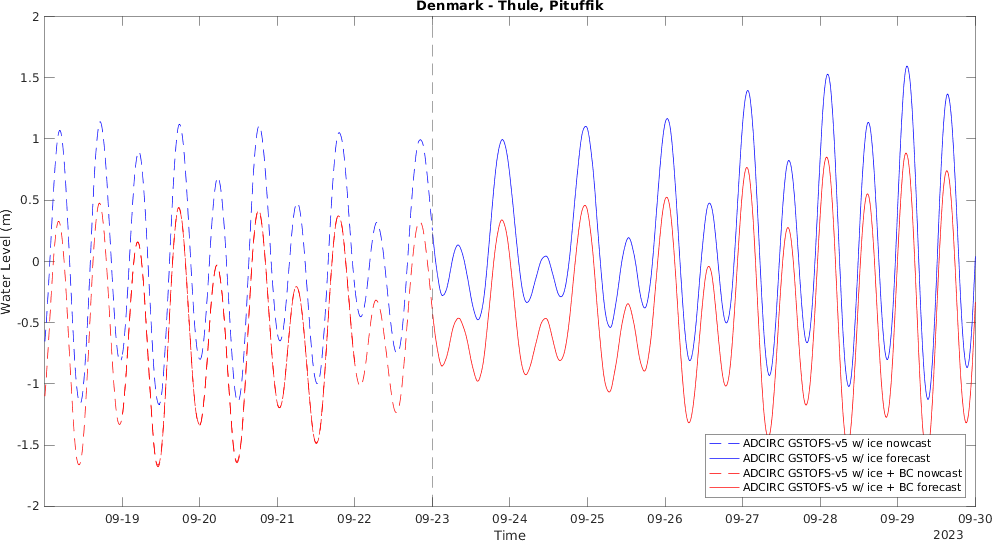 Denmark - Thule, Pituffik
2
1.5
1
0.5
0
-0.5
-1
-1.5
-2
Water Level (m)
ADCIRC GSTOFS-v5 w/ ice nowcast
ADCIRC GSTOFS-v5 w/ ice forecast
ADCIRC GSTOFS-v5 w/ ice + BC nowcast
ADCIRC GSTOFS-v5 w/ ice + BC forecast
09-19 09-20 09-21 09-22 09-23 09-24 09-25 09-26 09-27 09-28 09-29 09-30
Time
2023